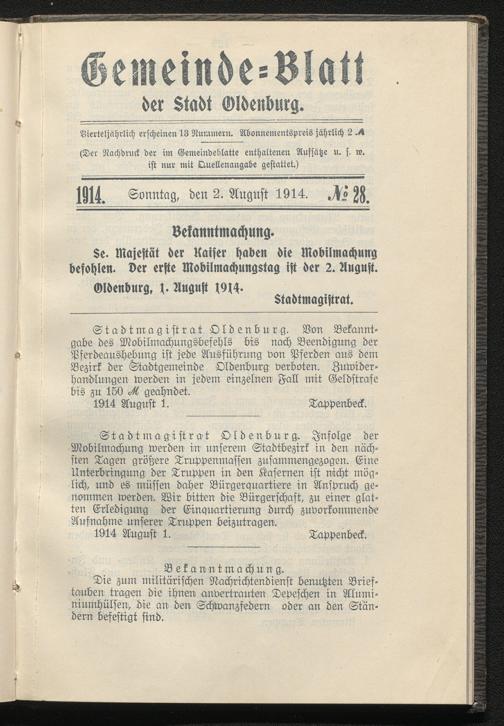 Gemeinde=Blatt
der Stadt Oldenburg.
Vierteljährlich erscheinen 13 Nummern. Abonnementspreis jährlich 2 ℳ
(Der Nachdruck der im Gemeindeblatte enthaltenen Aufsätze u. s. w.
ist nur mit Quellenangabe gestattet.)
1914. Sonntag, den 2. August 1914. № 28.
Bekanntmachung.
Se. Majestät der Kaiser haben die Mobilmachung
befohlen. Der erste Mobilmachungstag ist der 2. August.
Oldenburg, 1. August 1914.
Stadtmagistrat.
Stadtmagistrat Oldenburg. Von Bekannt-
gabe des Mobilmachungsbefehls bis nach Beendigung der
Pferdeaushebung ist jede Ausführung von Pferden aus dem
Bezirk der Stadtgemeinde Oldenburg verboten. Zuwider-
handlungen werden in jedem einzelnen Fall mit Geldstrafe
bis zu 150 ℳ geahndet.
1914 August 1. Tappenbeck.
Stadtmagistrat Oldenburg. Infolge der
Mobilmachung werden in unserem Stadtbezirk in den näch-
sten Tagen größere Truppenmassen zusammengezogen. Eine
Unterbringung der Truppen in den Kasernen ist nicht mög-
lich, und es müssen daher Bürgerquartiere in Anspruch ge-
nommen werden. Wir bitten die Bürgerschaft, zu einer glat-
ten Erledigung der Einquartierung durch zuvorkommende
Aufnahme unserer Truppen beizutragen.
1914 August 1. Tappenbeck.
Bekanntmachung.
Die zum militärischen Nachrichtendienst benutzten Brief-
tauben tragen die ihnen anvertrauten Depeschen in Alumi-
niumhülsen, die an den Schwanzfedern oder an den Stän-
dern befestigt sind.